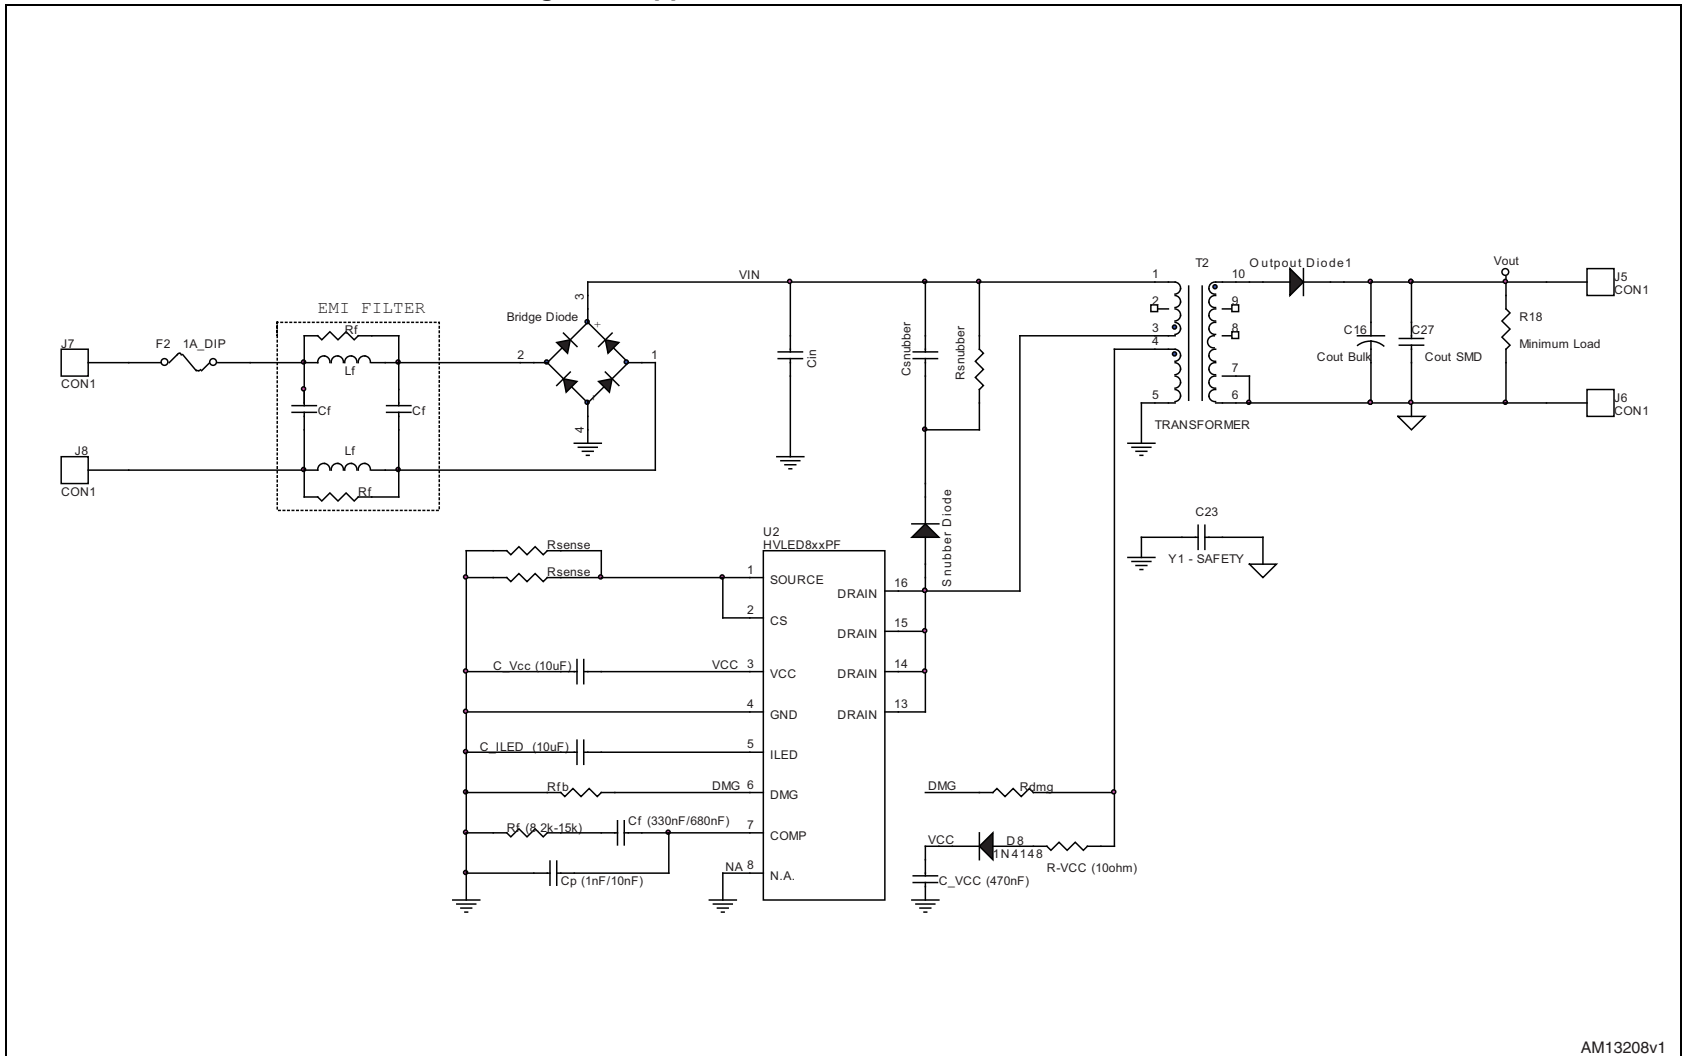 VIN
T2
1
2
3
4
5
10
9
8
7
6
TRANSFORMER
Outpout Diode1
Vout
J5
CON1
C16
Cout Bulk
C27
Cout SMD
R18
Minimum Load
J6
CON1
EMI FILTER
Rf
Lf
Cf
Cf
Lf
Rf
J7
CON1
F2 1A_DIP
J8
CON1
Bridge Diode
+
3
2
1
4
Cin
Csnubber
Rsnubber
Snubber Diode
C23
Y1 - SAFETY
U2
HVLED8xxPF
Rsense
Rsense
1
SOURCE
2
CS
C_Vcc (10uF)
VCC 3
VCC
4
GND
C_ILED (10uF)
5
ILED
Rfb
DMG 6
DMG
Rf (8.2k-15k)
Cf (330nF/680nF)
7
COMP
Cp (1nF/10nF)
NA 8
N.A.
16
DRAIN
15
DRAIN
14
DRAIN
13
DRAIN
DMG
Rdmg
VCC
D8
1N4148
R-VCC (10ohm)
C_VCC (470nF)
AM13208v1